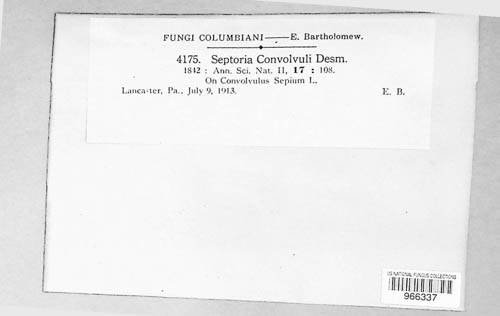 FUNGI COLUMBIANI——E. Bartholomew.
4175. Septoria Convolvuli Desm.
1842 : Ann. Sci. Nat. II, 17 : 108.
On Convolvulus Sepium L.
Lancaster, Pa., July 9, 1913. E. B.
US NATIONAL FUNGUS COLLECTIONS
966337